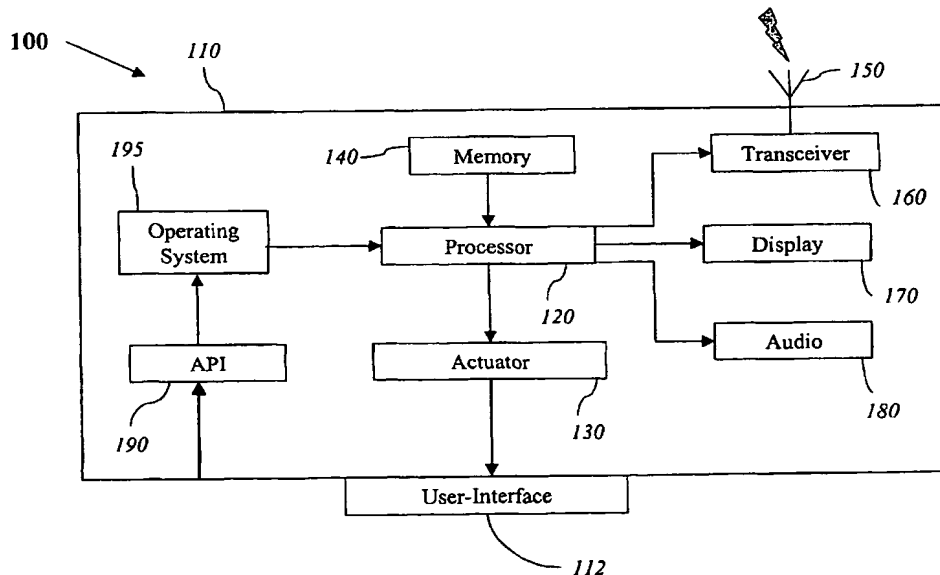 100
110
150
195
140
Memory
Transceiver
160
Operating
System
Processor
Display
120
170
API
Actuator
Audio
190
130
180
User-Interface
112